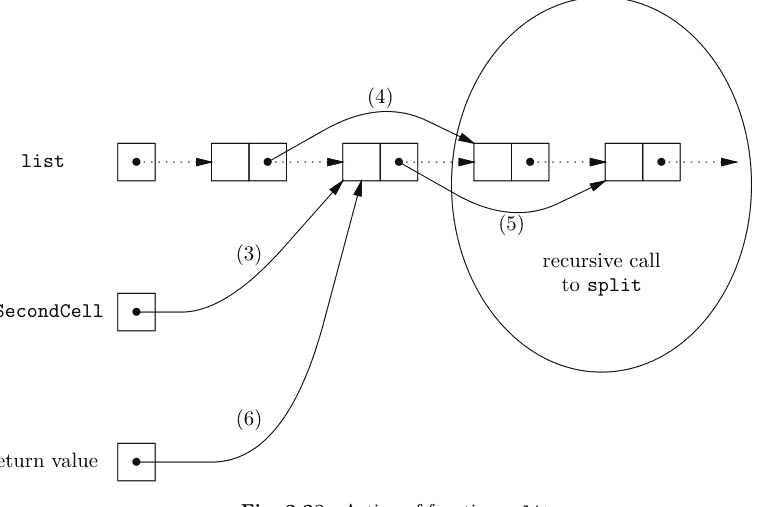 (4)
list
(5)
(3)
recursive call
to split
SecondCell
(6)
eturn value